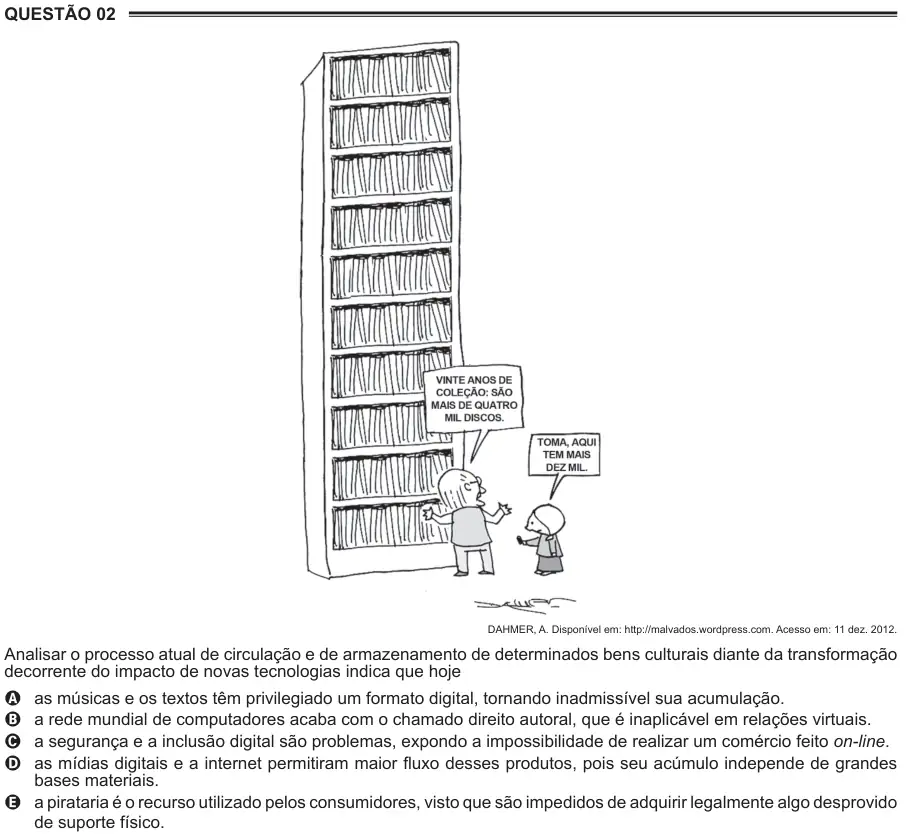 QUESTÃO 02
VINTE ANOS DE
COLEÇÃO: SÃO
MAIS DE QUATRO
MIL DISCOS.
TOMA, AQUI
TEM MAIS
DEZ MIL.
DAHMER, A. Disponível em: http://malvados.wordpress.com. Acesso em: 11 dez. 2012.
Analisar o processo atual de circulação e de armazenamento de determinados bens culturais diante da transformação
decorrente do impacto de novas tecnologias indica que hoje
A as músicas e os textos têm privilegiado um formato digital, tornando inadmissível sua acumulação.
B a rede mundial de computadores acaba com o chamado direito autoral, que é inaplicável em relações virtuais.
C a segurança e a inclusão digital são problemas, expondo a impossibilidade de realizar um comércio feito on-line.
D as mídias digitais e a internet permitiram maior fluxo desses produtos, pois seu acúmulo independe de grandes
bases materiais.
E a pirataria é o recurso utilizado pelos consumidores, visto que são impedidos de adquirir legalmente algo desprovido
de suporte físico.